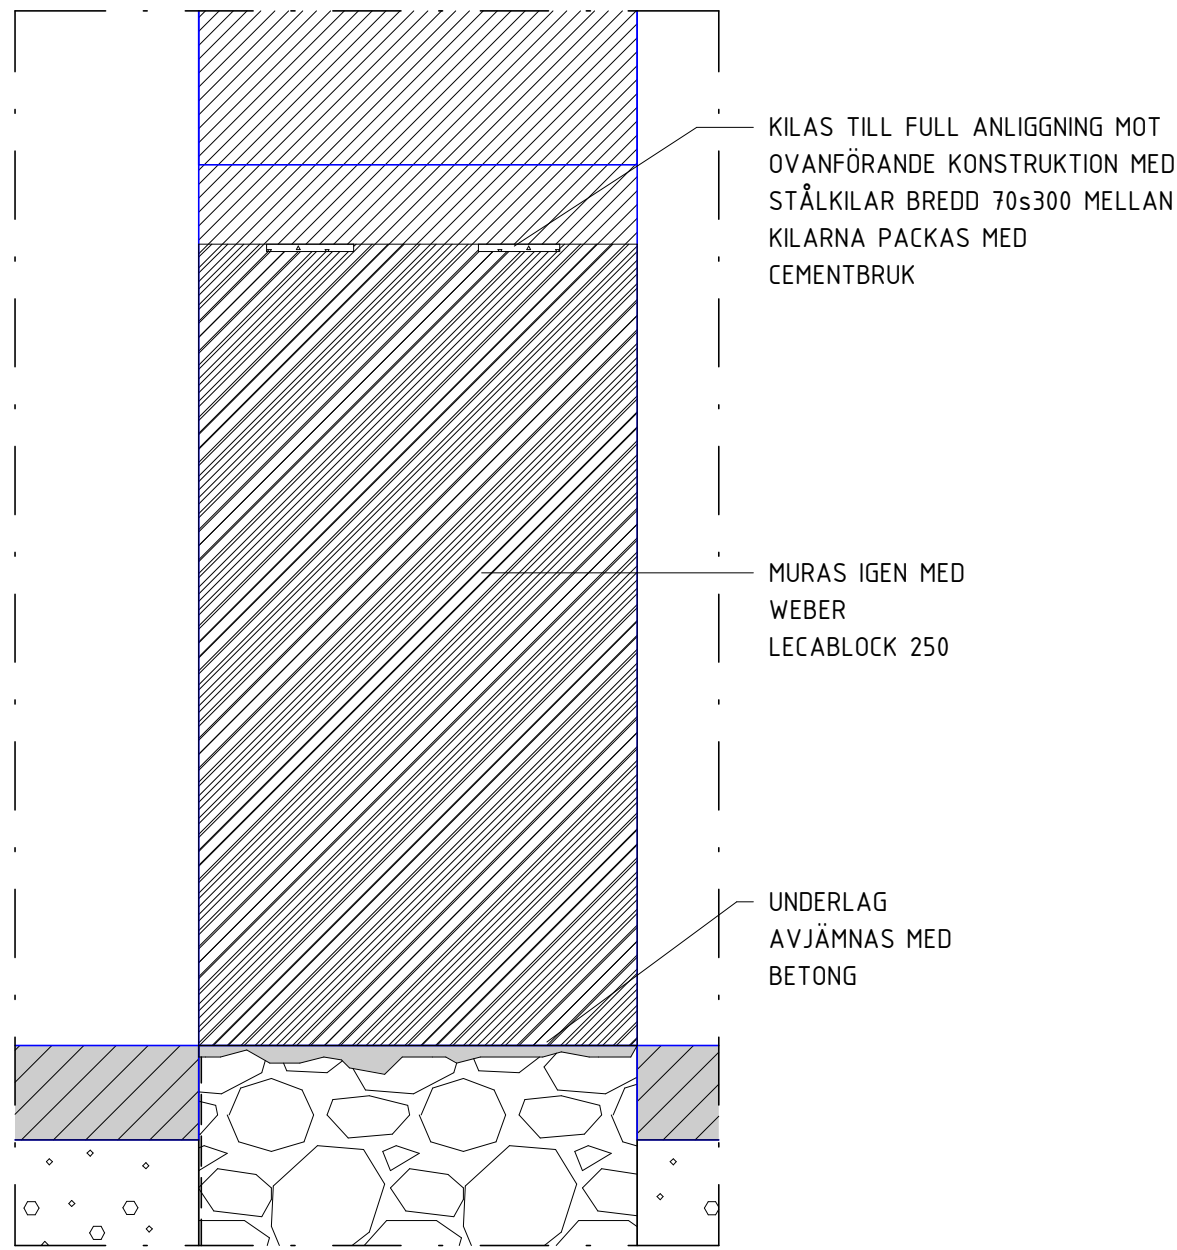 KILAS TILL FULL ANLIGGNING MOT
OVANFÖRANDE KONSTRUKTION MED
STÅLKILAR BREDD 70s300 MELLAN
KILARNA PACKAS MED
CEMENTBRUK
MURAS IGEN MED
WEBER
LECABLOCK 250
UNDERLAG
AVJÄMNAS MED
BETONG